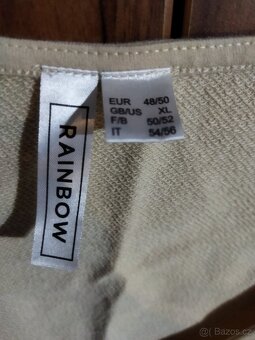 RAINBOW
EUR 48/50
GB/US XL
F/B 50/52
IT 54/56
Bazos.cz